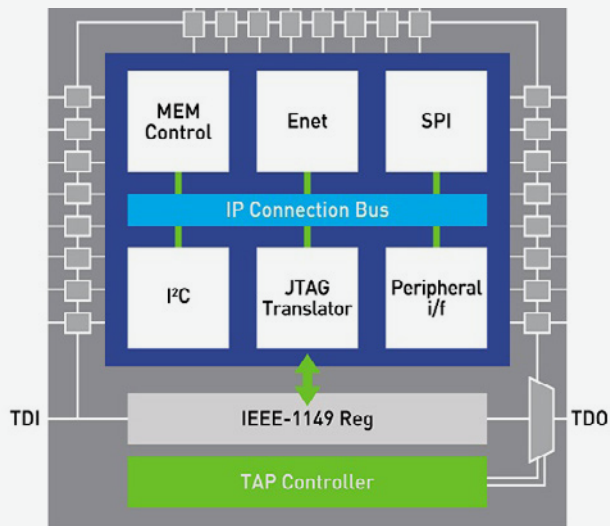 MEM
Control
Enet
SPI
IP Connection Bus
I²C
JTAG
Translator
Peripheral
i/f
TDI
IEEE-1149 Reg
TDO
TAP Controller